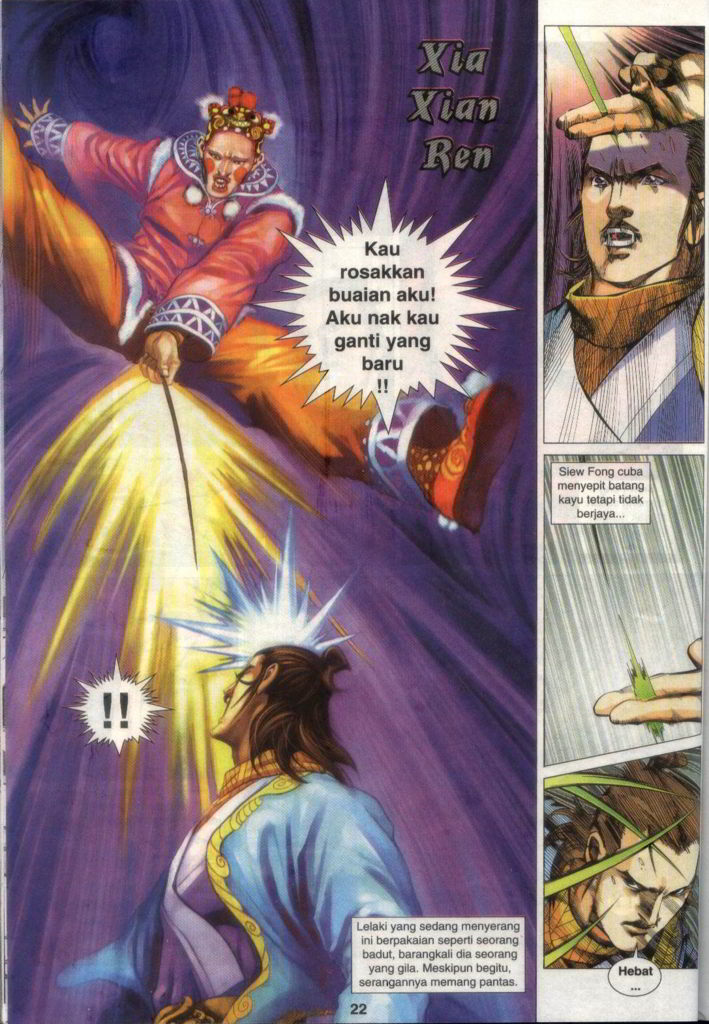 Xia
Xian
Ren
Kau
rosakkan
buaian aku!
Aku nak kau
ganti yang
baru
!!
!!
Lelaki yang sedang menyerang
ini berpakaian seperti seorang
badut, barangkali dia seorang
yang gila. Meskipun begitu,
serangannya memang pantas.
Siew Fong cuba
menyepit batang
kayu tetapi tidak
berjaya...
Hebat
...
22